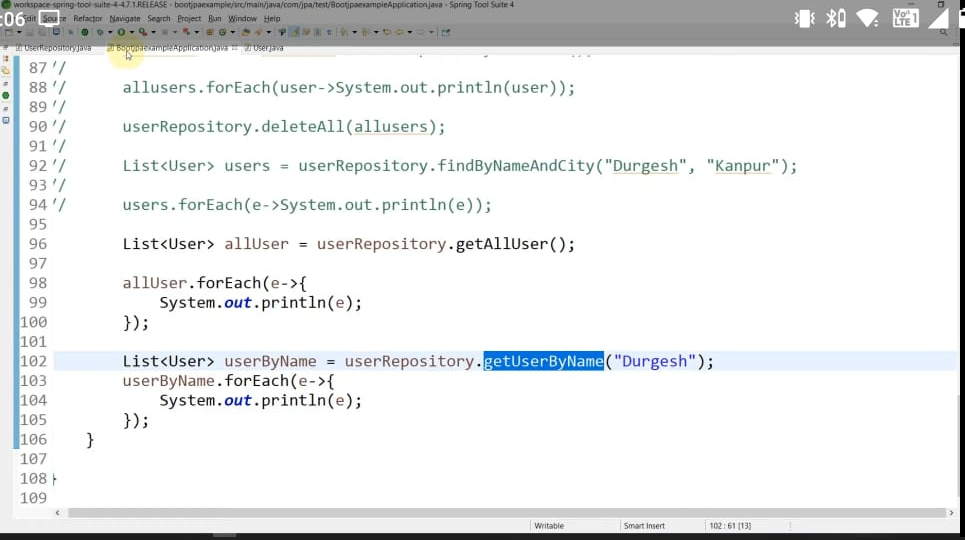 workspace-spring-tool-suite-4-4.7.1.RELEASE - bootjpaexample/src/main/java/com/jpa/test/BootjpaexampleApplication.java - Spring Tool Suite 4
:06
VoLTE 1
Edit Source Refactor Navigate Search Project Run Window Help
UserRepository.java BootjpaexampleApplication.java User.java
87 //
88 // allusers.forEach(user->System.out.println(user));
89 //
90 // userRepository.deleteAll(allusers);
91 //
92 // List<User> users = userRepository.findByNameAndCity("Durgesh", "Kanpur");
93 //
94 // users.forEach(e->System.out.println(e));
95
96 List<User> allUser = userRepository.getAllUser();
97
98 allUser.forEach(e->{
99 System.out.println(e);
100 });
101
102 List<User> userByName = userRepository.getUserByName("Durgesh");
103 userByName.forEach(e->{
104 System.out.println(e);
105 });
106 }
107
108 }
109
Writable Smart Insert 102 : 61 [13]